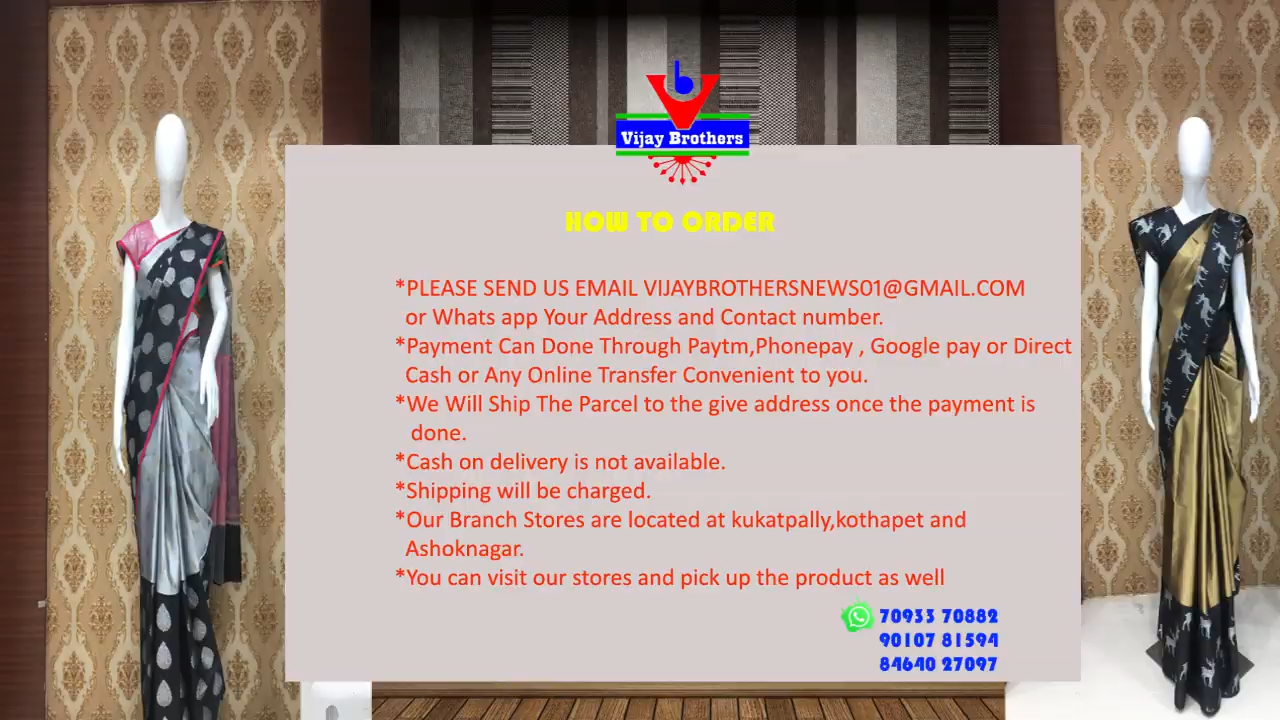 b
Vijay Brothers
HOW TO ORDER
*PLEASE SEND US EMAIL VIJAYBROTHERSNEWS01@GMAIL.COM
or Whats app Your Address and Contact number.
*Payment Can Done Through Paytm,Phonepay , Google pay or Direct
Cash or Any Online Transfer Convenient to you.
*We Will Ship The Parcel to the give address once the payment is
done.
*Cash on delivery is not available.
*Shipping will be charged.
*Our Branch Stores are located at kukatpally,kothapet and
Ashoknagar.
*You can visit our stores and pick up the product as well
70933 70882
90107 81594
84640 27097